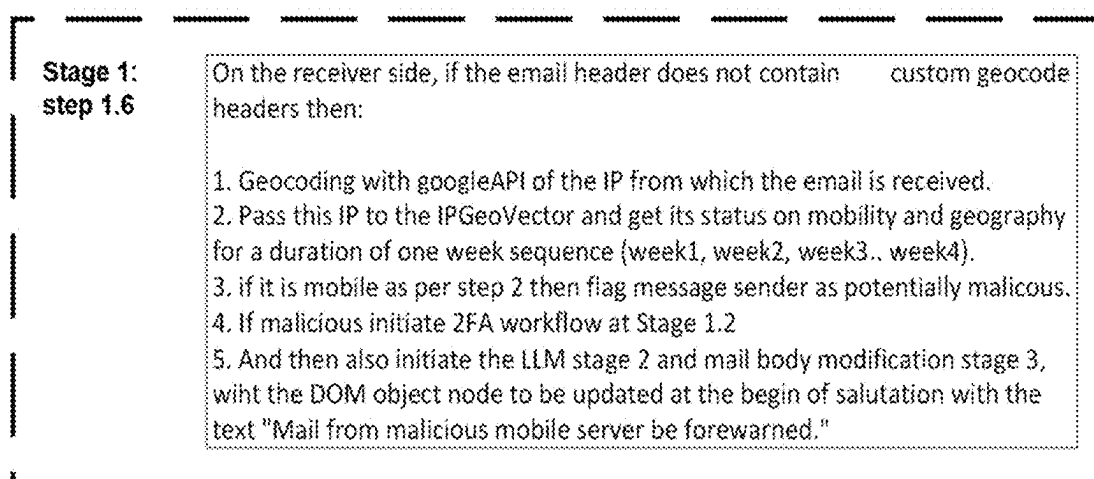 Stage 1:
step 1.6
On the receiver side, if the email header does not contain custom geocode
headers then:
1. Geocoding with googleAPI of the IP from which the email is received.
2. Pass this IP to the IPGeoVector and get its status on mobility and geography
for a duration of one week sequence (week1, week2, week3.. week4).
3. if it is mobile as per step 2 then flag message sender as potentially malicous.
4. If malicious initiate 2FA workflow at Stage 1.2
5. And then also initiate the LLM stage 2 and mail body modification stage 3,
wiht the DOM object node to be updated at the begin of salutation with the
text "Mail from malicious mobile server be forewarned."